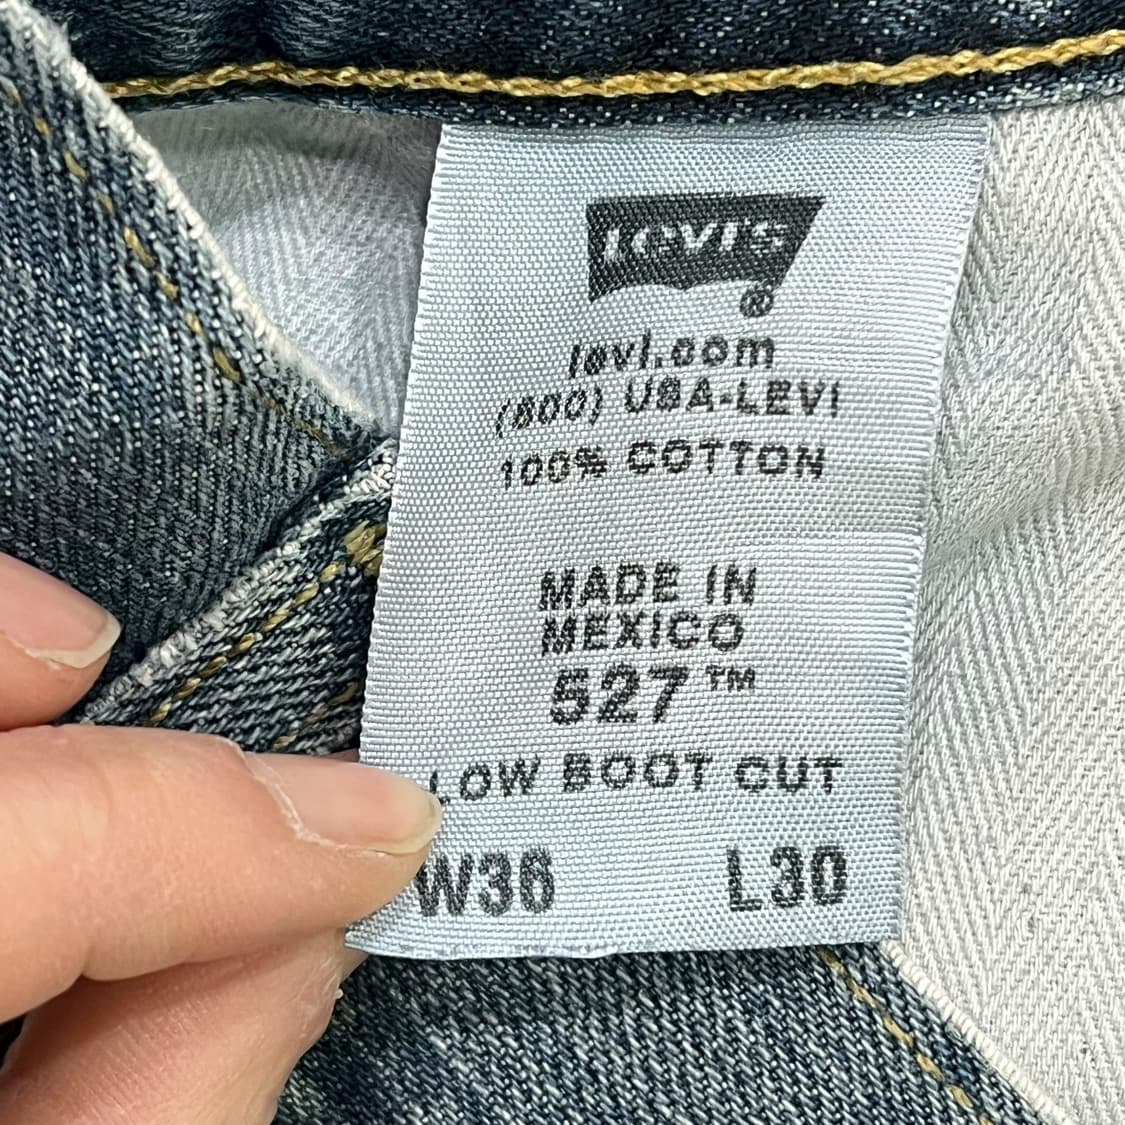 Levi's®
levi.com
(800) USA-LEVI
100% COTTON
MADE IN
MEXICO
527™
LOW BOOT CUT
W36 L30